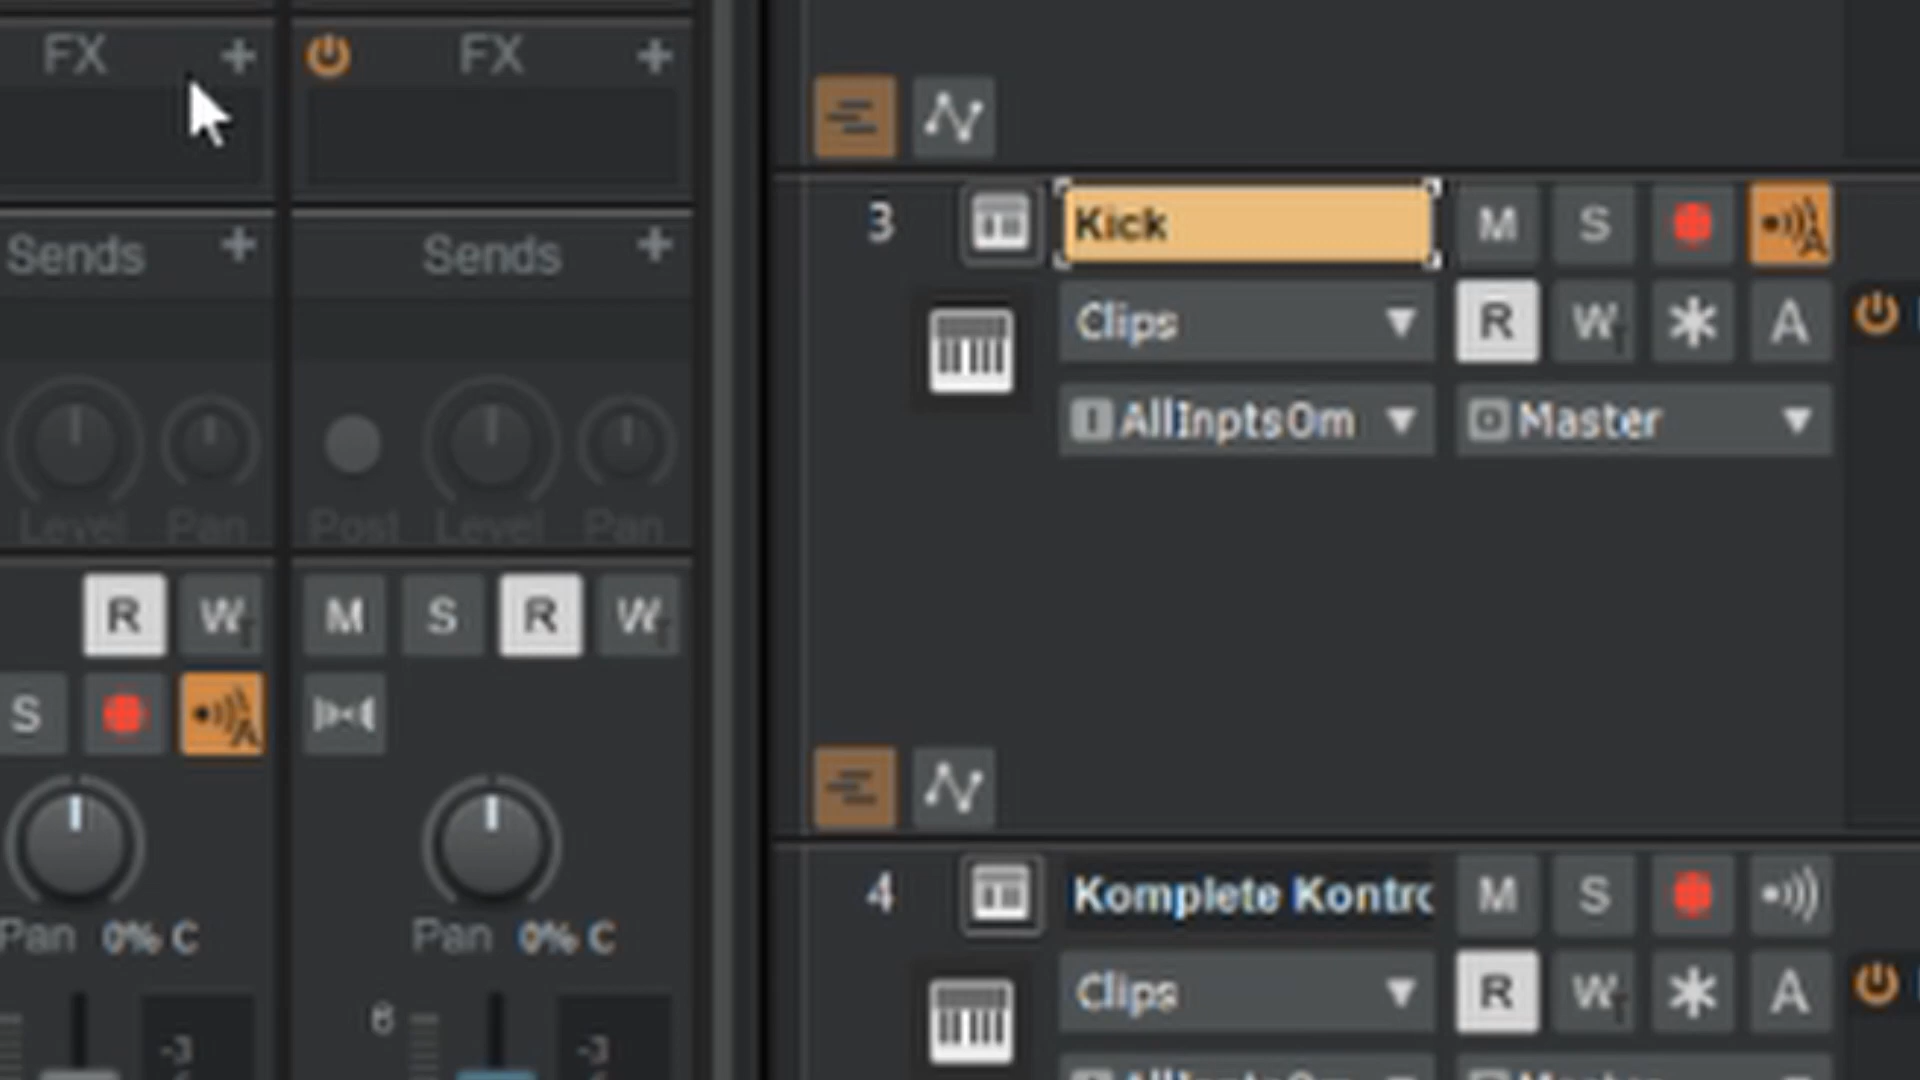 FX + FX +
3 Kick M S
Sends + Sends +
Clips R W A
AllInptsOm Master
Level Pan Post Level Pan
R W M S R W
S
4 Komplete Kontro M S
Pan 0% C Pan 0% C
Clips R W A
-3 6 -3